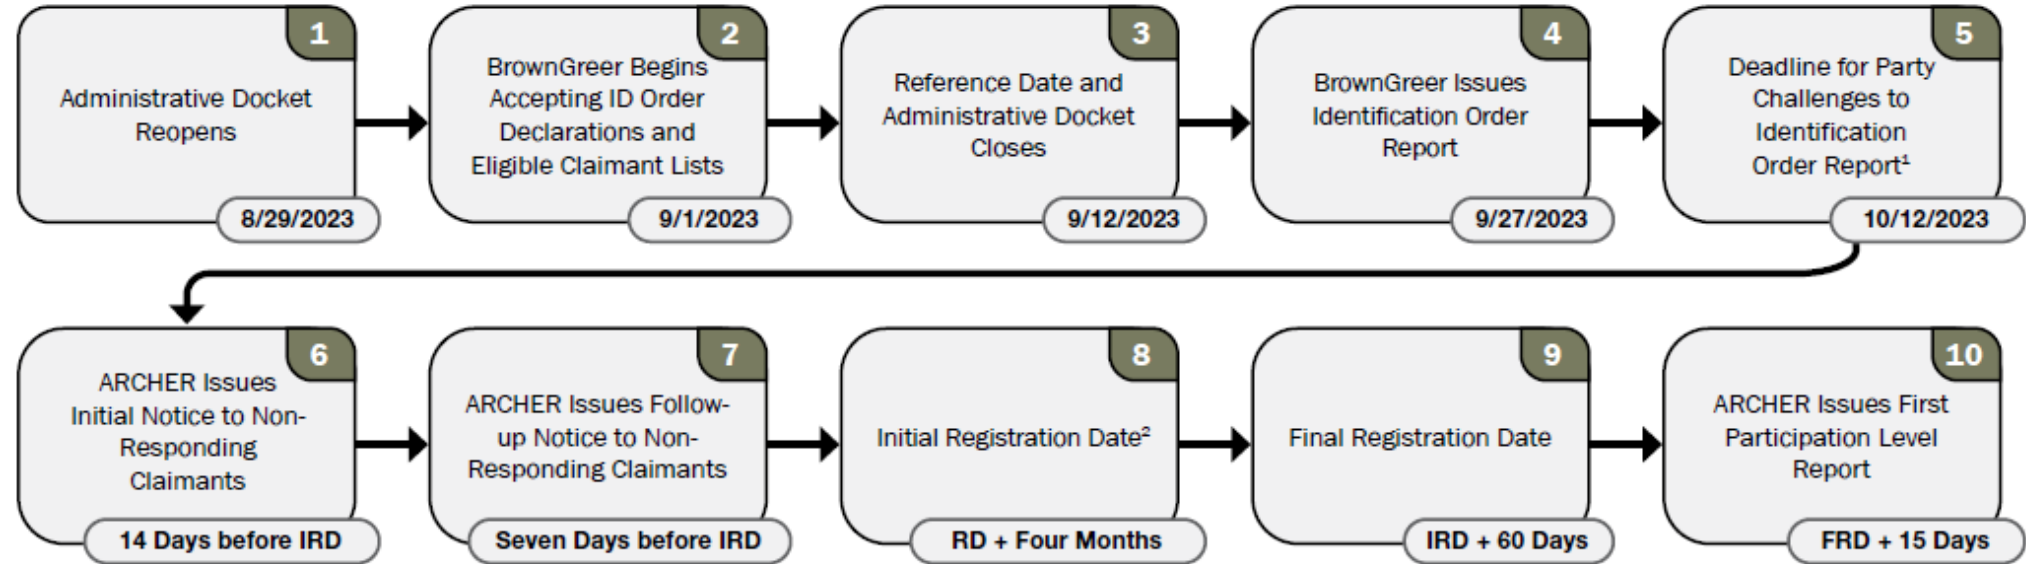 1
Administrative Docket
Reopens
8/29/2023
2
BrownGreer Begins
Accepting ID Order
Declarations and
Eligible Claimant Lists
9/1/2023
3
Reference Date and
Administrative Docket
Closes
9/12/2023
4
BrownGreer Issues
Identification Order
Report
9/27/2023
5
Deadline for Party
Challenges to
Identification
Order Report¹
10/12/2023
6
ARCHER Issues
Initial Notice to Non-
Responding
Claimants
14 Days before IRD
7
ARCHER Issues Follow-
up Notice to Non-
Responding Claimants
Seven Days before IRD
8
Initial Registration Date²
RD + Four Months
9
Final Registration Date
IRD + 60 Days
10
ARCHER Issues First
Participation Level
Report
FRD + 15 Days